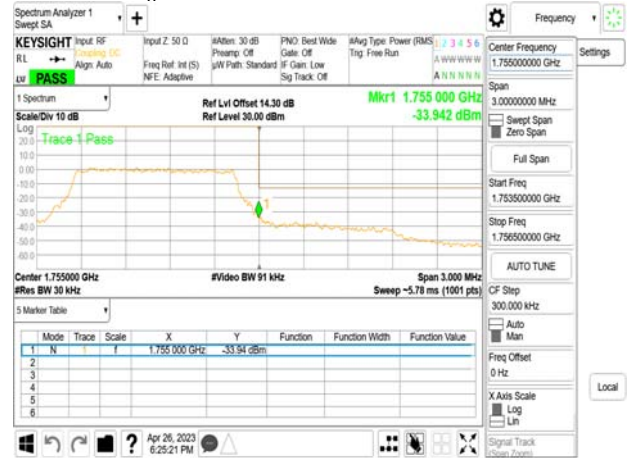 Spectrum Analyzer 1
Swept SA
+
Frequency
KEYSIGHT
Input: RF
Input Z: 50 Ω
#Atten: 30 dB
PNO: Best Wide
#Avg Type: Power (RMS
1 2 3 4 5 6
RL
Coupling: DC
Preamp: Off
Gate: Off
Trig: Free Run
A W W W W W
Align: Auto
Freq Ref: Int (S)
µW Path: Standard
IF Gain: Low
A N N N N N
LW
PASS
NFE: Adaptive
Sig Track: Off
1 Spectrum
Ref Lvl Offset 14.30 dB
Mkr1 1.755 000 GHz
Scale/Div 10 dB
Ref Level 30.00 dBm
-33.942 dBm
Log
Trace 1 Pass
20.0
10.0
0.00
-10.0
-20.0
-30.0
-40.0
-50.0
-60.0
1
Center 1.755000 GHz
#Video BW 91 kHz
Span 3.000 MHz
#Res BW 30 kHz
Sweep ~5.78 ms (1001 pts)
5 Marker Table
Mode Trace Scale X Y Function Function Width Function Value
1 N 1 f 1.755 000 GHz -33.94 dBm
2
3
4
5
6
Apr 26, 2023
6:25:21 PM
?
Center Frequency
1.755000000 GHz
Settings
Span
3.00000000 MHz
Swept Span
Zero Span
Full Span
Start Freq
1.753500000 GHz
Stop Freq
1.756500000 GHz
AUTO TUNE
CF Step
300.000 kHz
Auto
Man
Freq Offset
0 Hz
Local
X Axis Scale
Log
Lin
Signal Track
(Span Zoom)